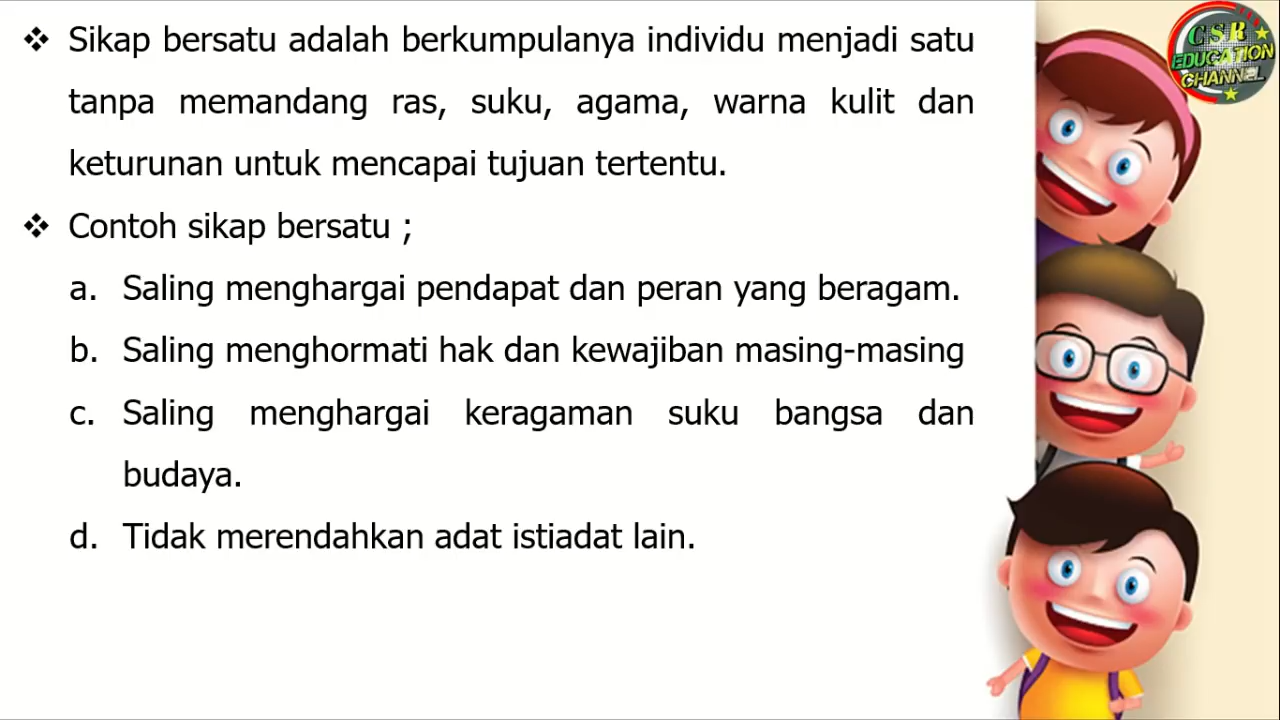 ❖ Sikap bersatu adalah berkumpulanya individu menjadi satu
tanpa memandang ras, suku, agama, warna kulit dan
keturunan untuk mencapai tujuan tertentu.
❖ Contoh sikap bersatu ;
a. Saling menghargai pendapat dan peran yang beragam.
b. Saling menghormati hak dan kewajiban masing-masing
c. Saling menghargai keragaman suku bangsa dan
budaya.
d. Tidak merendahkan adat istiadat lain.
CSR
EDUCATION
CHANNEL